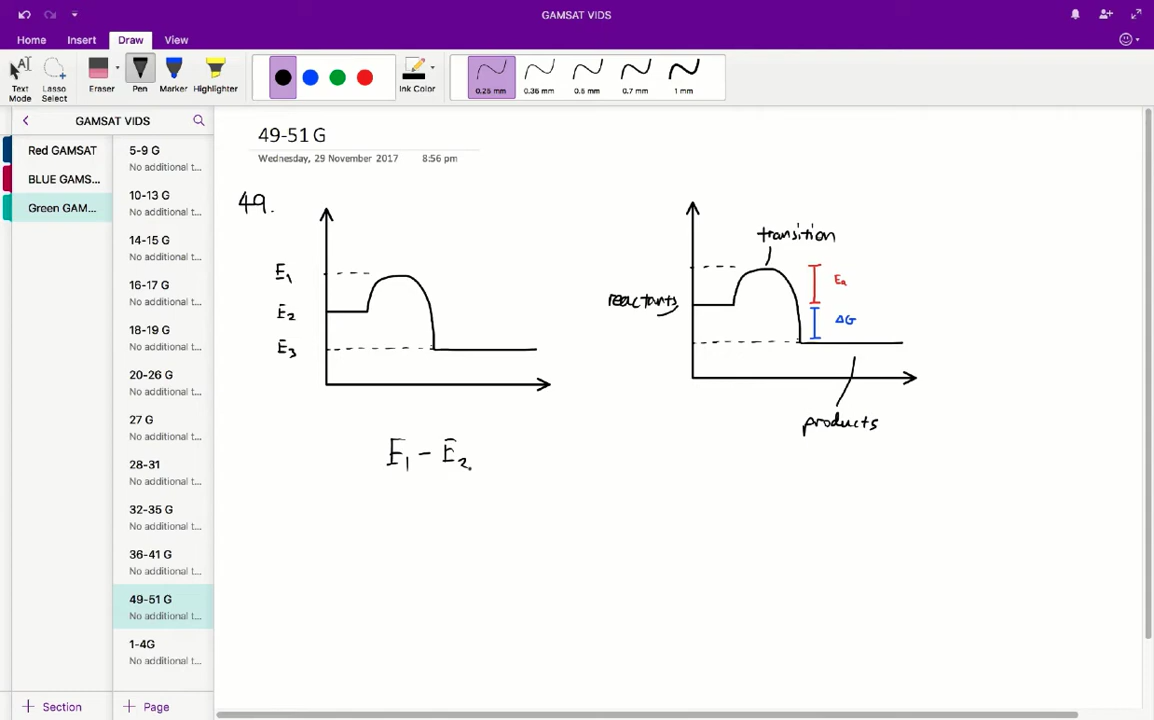 GAMSAT VIDS
Home Insert Draw View
Text Mode
Lasso Select
Eraser
Pen
Marker
Highlighter
Ink Color
0.25 mm
0.35 mm
0.5 mm
0.7 mm
1 mm
GAMSAT VIDS
Red GAMSAT
BLUE GAMS...
Green GAM...
5-9 G
No additional t...
10-13 G
No additional t...
14-15 G
No additional t...
16-17 G
No additional t...
18-19 G
No additional t...
20-26 G
No additional t...
27 G
No additional t...
28-31
No additional t...
32-35 G
No additional t...
36-41 G
No additional t...
49-51 G
No additional t...
1-4G
No additional t...
+ Section
+ Page
49-51 G
Wednesday, 29 November 2017 8:56 pm
49.
E₁
E₂
E₃
E₁ - E₂.
transition
reactants
Ea
ΔG
products